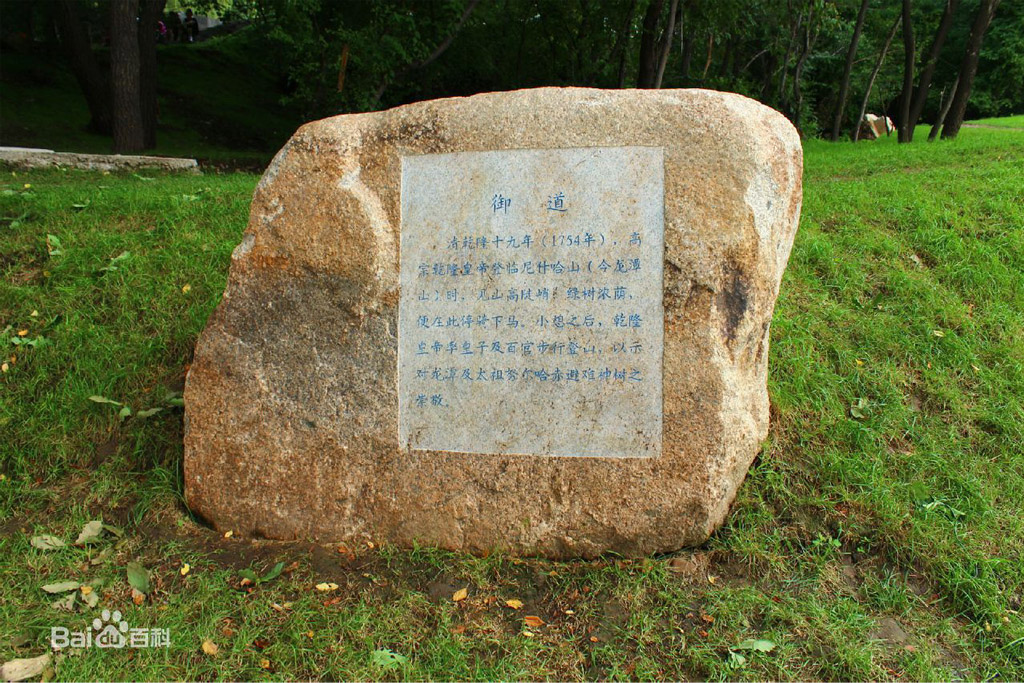 御 道
清乾隆十九年（1754年），高
宗乾隆皇帝登临尼什哈山（今龙潭
山）时，见山高陡峭，绿树浓荫，
便在此停骑下马。小憩之后，乾隆
皇帝率皇子及百官步行登山，以示
对龙潭及太祖努尔哈赤避难神树之
崇敬。
Bai百科